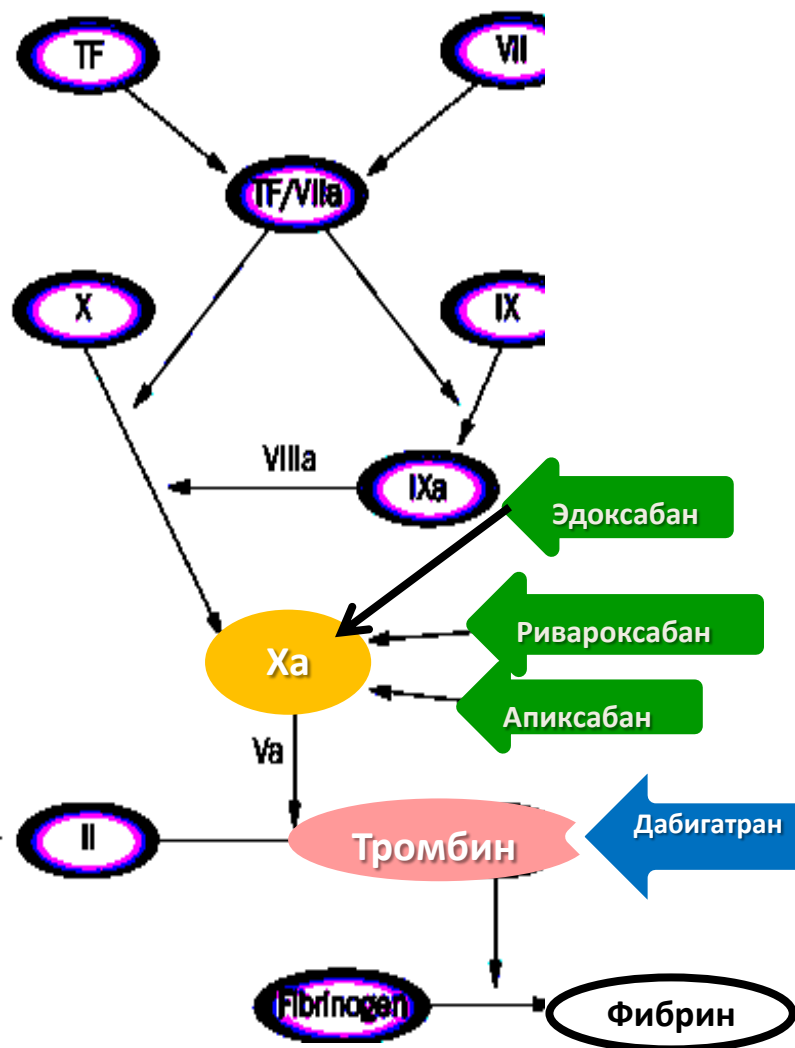 TF
VII
TF/VIIa
X
IX
VIIIa
IXa
Эдоксабан
Ривароксабан
Xa
Апиксабан
Va
II
Тромбин
Дабигатран
Fibrinogen
Фибрин